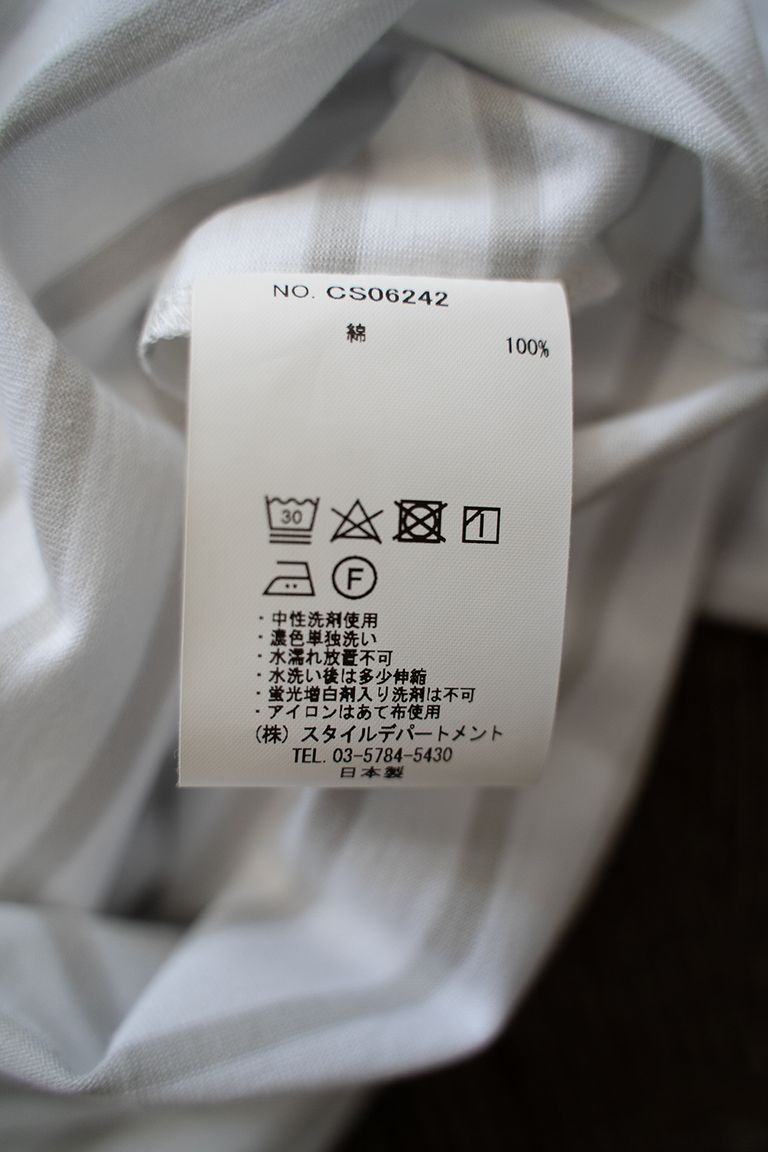 NO. CS06242
綿 100%
30
F
・中性洗剤使用
・濃色単独洗い
・水濡れ放置不可
・水洗い後は多少伸縮
・蛍光増白剤入り洗剤は不可
・アイロンはあて布使用
(株) スタイルデパートメント
TEL. 03-5784-5430
日本製